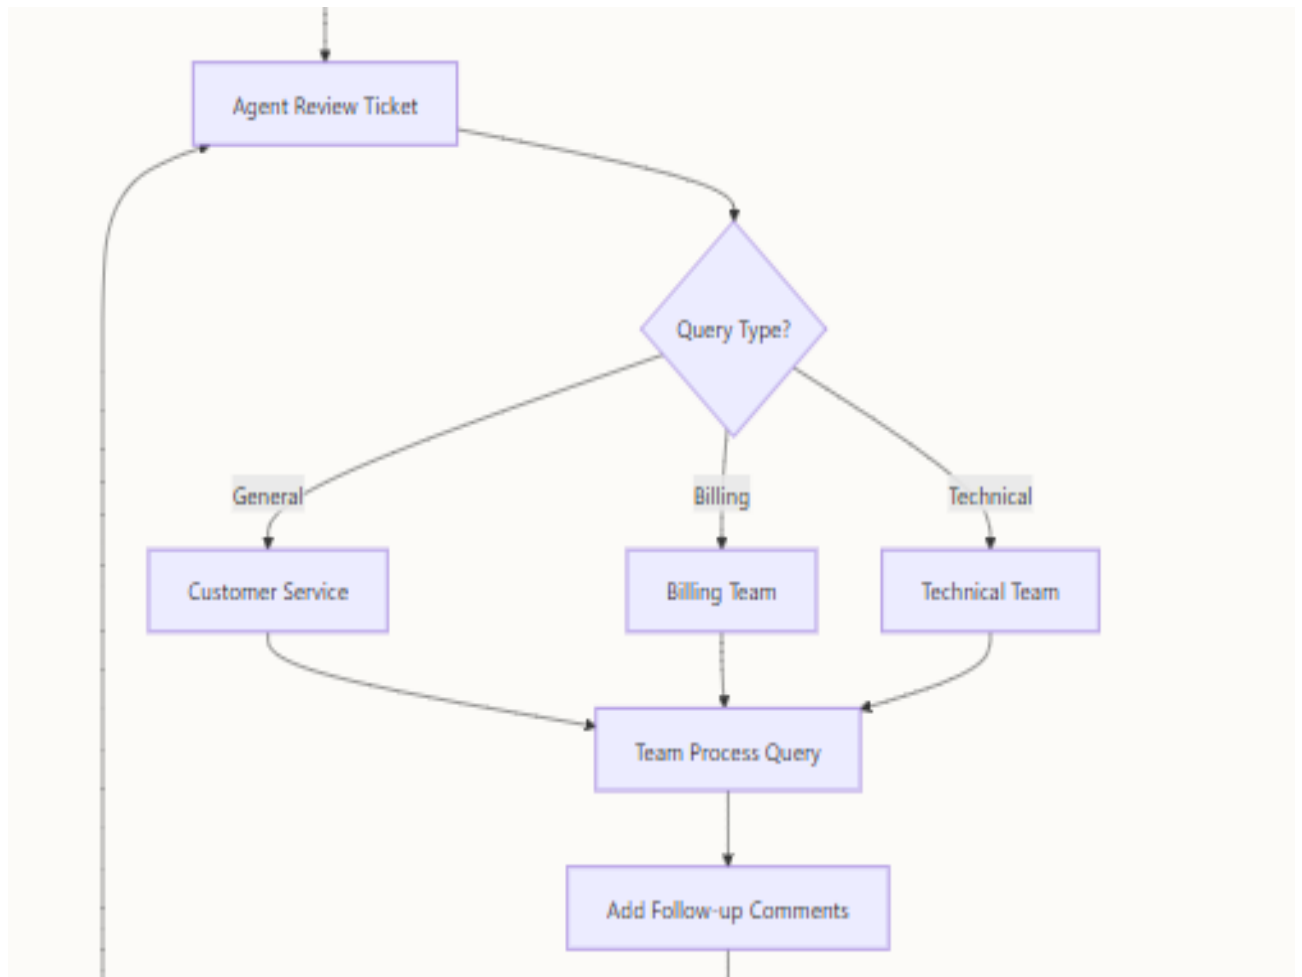 Agent Review Ticket
Query Type?
General
Billing
Technical
Customer Service
Billing Team
Technical Team
Team Process Query
Add Follow-up Comments